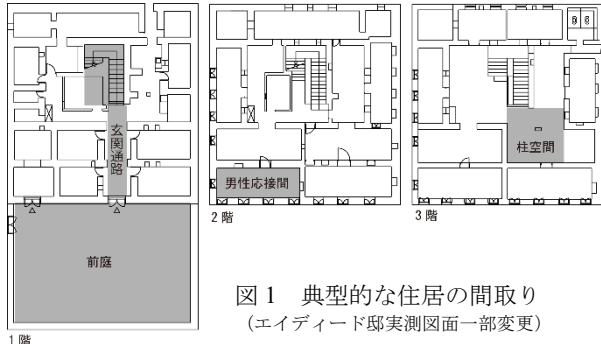 玄関通路
前庭
1階
男性応接間
2階
柱空間
3階
図1 典型的な住居の間取り
(エイディード邸実測図面一部変更)